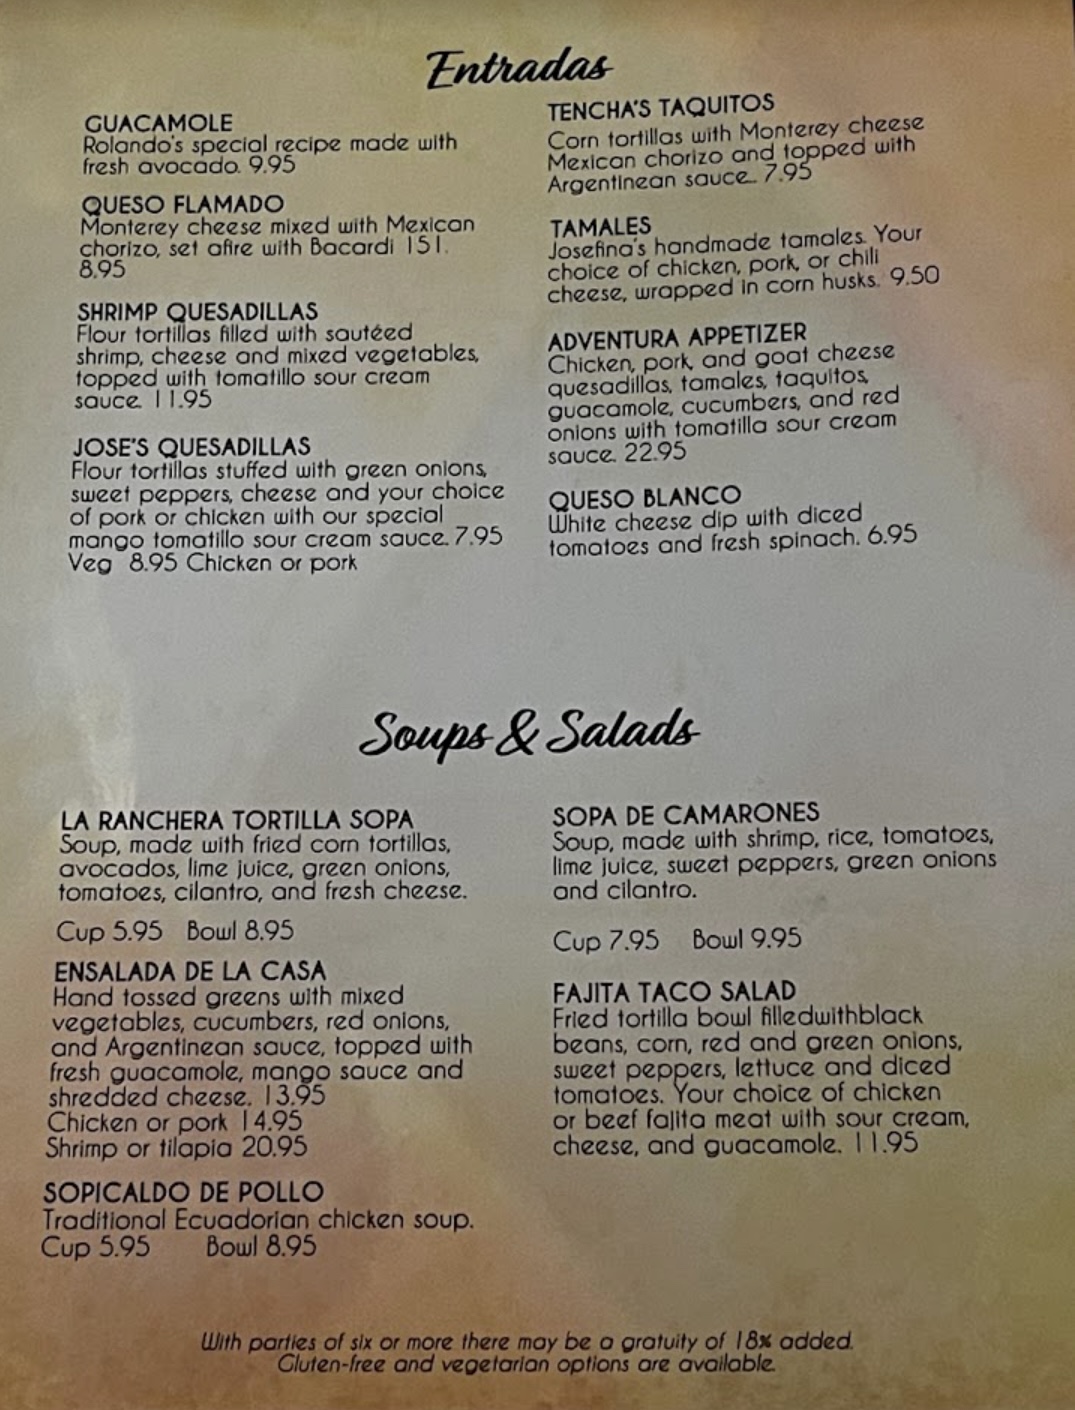 Entradas
GUACAMOLE
Rolando's special recipe made with
fresh avocado. 9.95
QUESO FLAMADO
Monterey cheese mixed with Mexican
chorizo, set afire with Bacardi 151.
8.95
SHRIMP QUESADILLAS
Flour tortillas filled with sautéed
shrimp, cheese and mixed vegetables,
topped with tomatillo sour cream
sauce. 11.95
JOSE'S QUESADILLAS
Flour tortillas stuffed with green onions,
sweet peppers, cheese and your choice
of pork or chicken with our special
mango tomatillo sour cream sauce. 7.95
Veg 8.95 Chicken or pork
TENCHA'S TAQUITOS
Corn tortillas with Monterey cheese
Mexican chorizo and topped with
Argentinean sauce. 7.95
TAMALES
Josefina's handmade tamales. Your
choice of chicken, pork, or chili
cheese, wrapped in corn husks. 9.50
ADVENTURA APPETIZER
Chicken, pork, and goat cheese
quesadillas, tamales, taquitos,
guacamole, cucumbers, and red
onions with tomatilla sour cream
sauce. 22.95
QUESO BLANCO
White cheese dip with diced
tomatoes and fresh spinach. 6.95
Soups & Salads
LA RANCHERA TORTILLA SOPA
Soup, made with fried corn tortillas,
avocados, lime juice, green onions,
tomatoes, cilantro, and fresh cheese.
Cup 5.95 Bowl 8.95
ENSALADA DE LA CASA
Hand tossed greens with mixed
vegetables, cucumbers, red onions,
and Argentinean sauce, topped with
fresh guacamole, mango sauce and
shredded cheese. 13.95
Chicken or pork 14.95
Shrimp or tilapia 20.95
SOPICALDO DE POLLO
Traditional Ecuadorian chicken soup.
Cup 5.95 Bowl 8.95
SOPA DE CAMARONES
Soup, made with shrimp, rice, tomatoes,
lime juice, sweet peppers, green onions
and cilantro.
Cup 7.95 Bowl 9.95
FAJITA TACO SALAD
Fried tortilla bowl filledwithblack
beans, corn, red and green onions,
sweet peppers, lettuce and diced
tomatoes. Your choice of chicken
or beef fajita meat with sour cream,
cheese, and guacamole. 11.95
With parties of six or more there may be a gratuity of 18% added.
Gluten-free and vegetarian options are available.